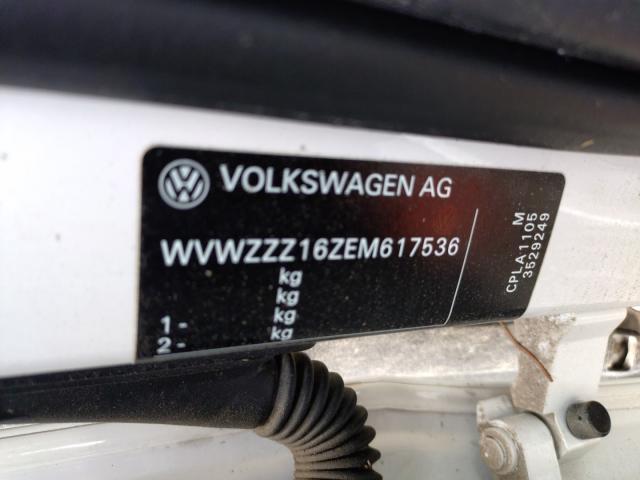 VOLKSWAGEN AG
WVWZZZ16ZEM617536
kg
kg
1 - kg
2 - kg
M
CPLA1105
3529249